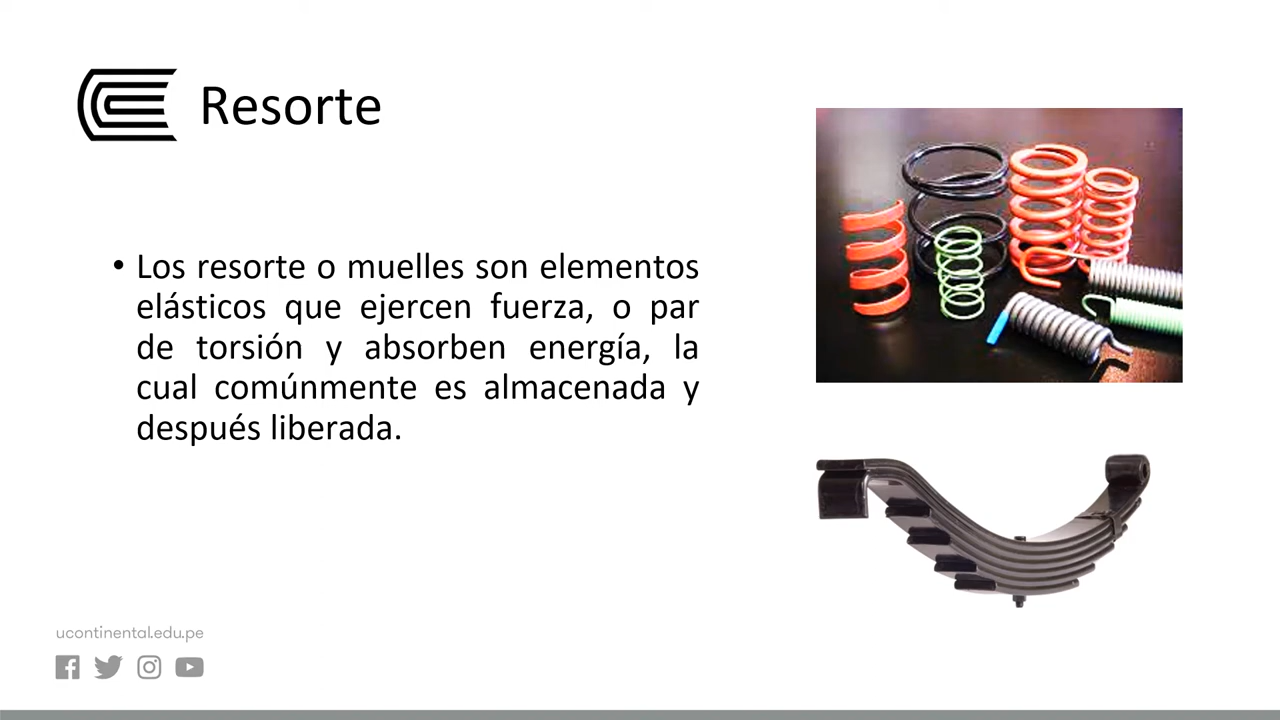 Resorte
• Los resorte o muelles son elementos
elásticos que ejercen fuerza, o par
de torsión y absorben energía, la
cual comúnmente es almacenada y
después liberada.
ucontinental.edu.pe